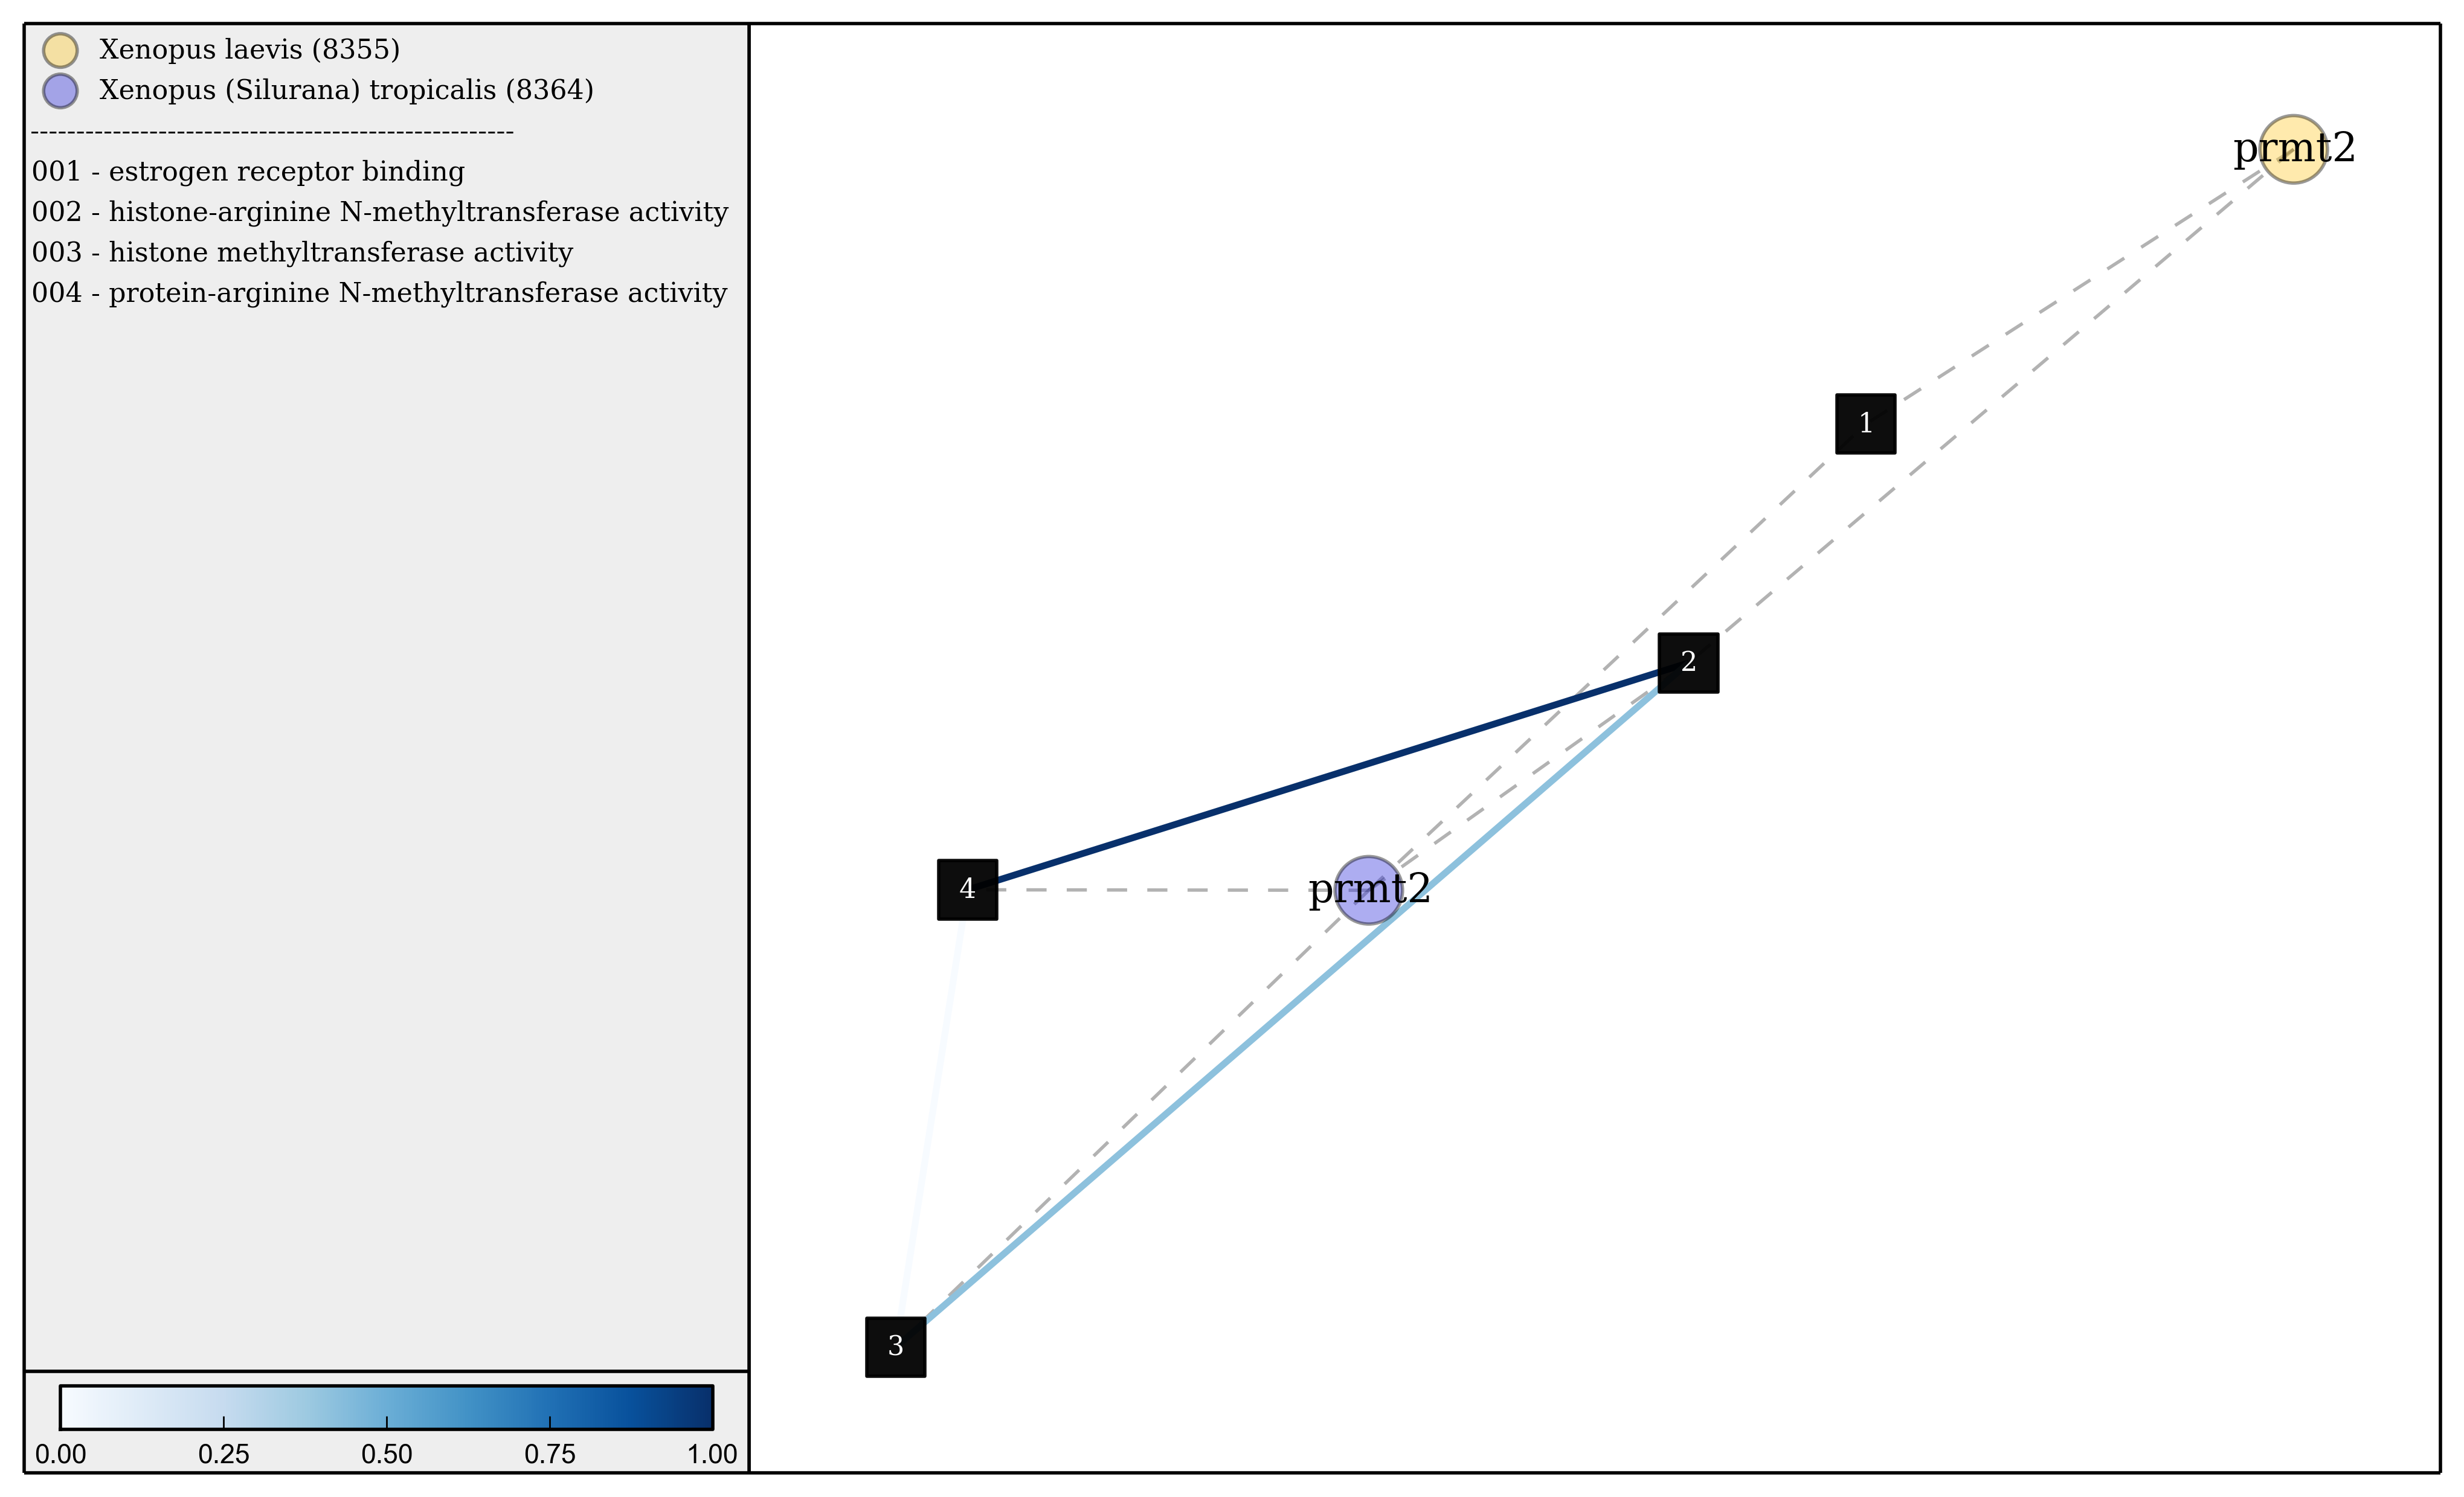 Xenopus laevis (8355)
Xenopus (Silurana) tropicalis (8364)
-----------------------------------------------------
001 - estrogen receptor binding
002 - histone-arginine N-methyltransferase activity
003 - histone methyltransferase activity
004 - protein-arginine N-methyltransferase activity
prmt2
1
2
4
prmt2
3
0.00 0.25 0.50 0.75 1.00